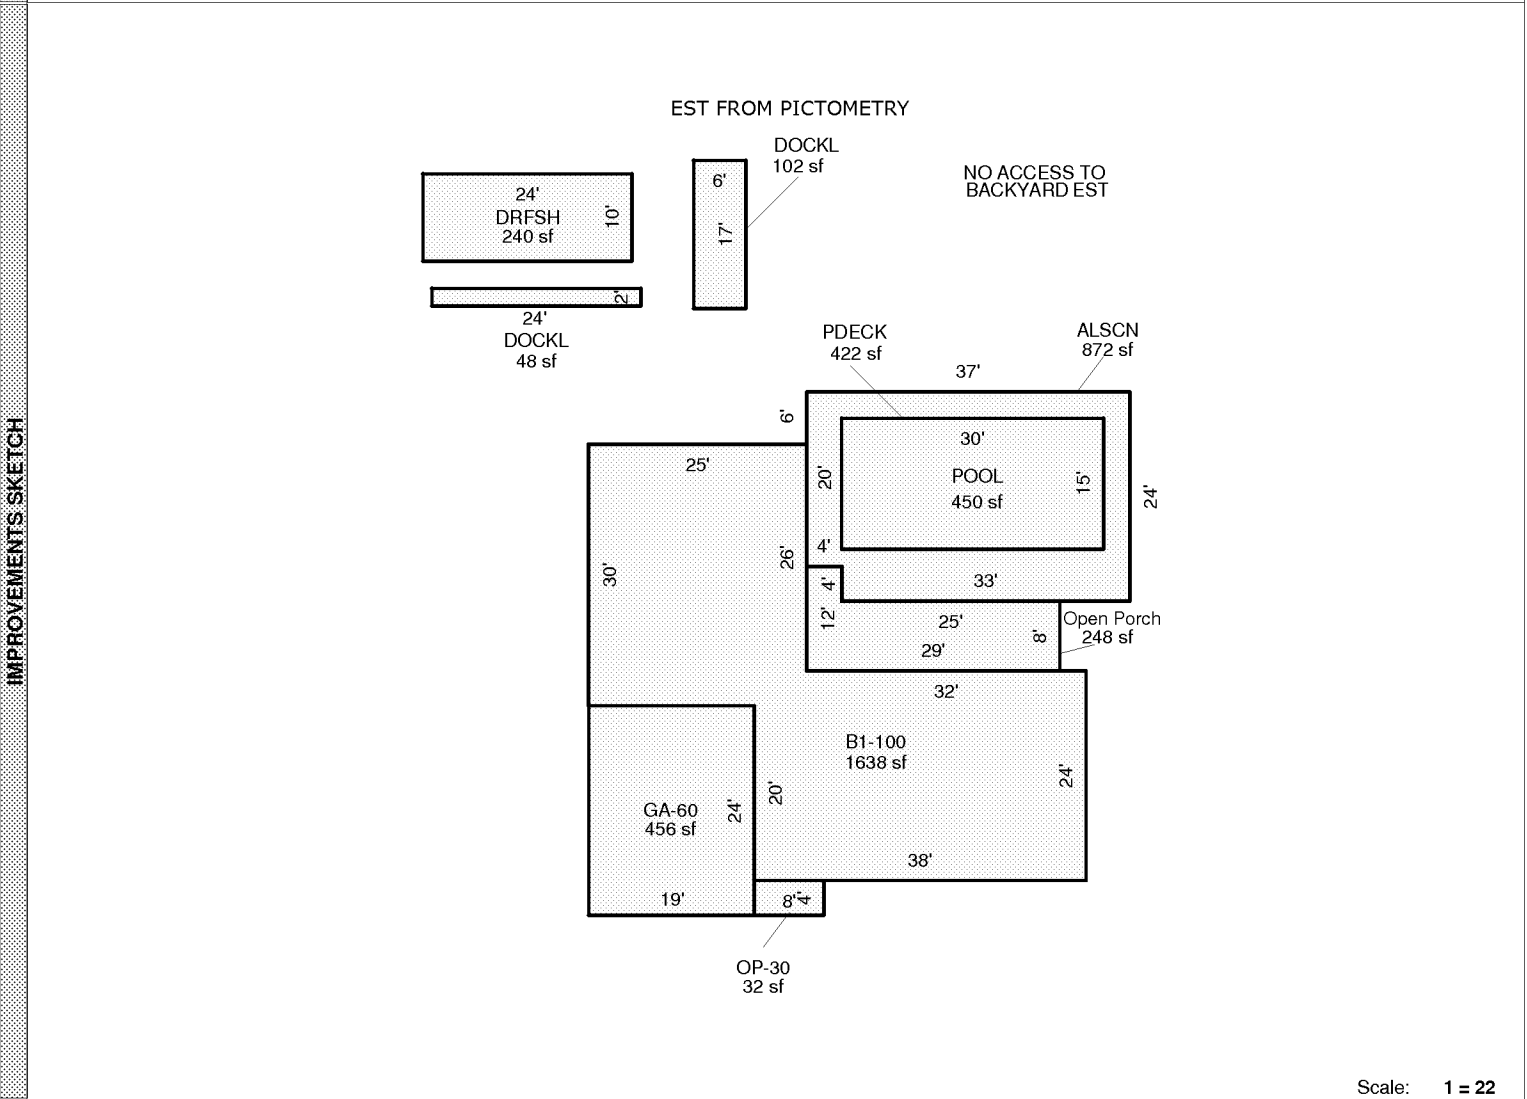 EST FROM PICTOMETRY
DOCKL
102 sf
NO ACCESS TO
BACKYARD EST
24'
DRFSH
240 sf
10'
6'
17'
2'
24'
DOCKL
48 sf
PDECK
422 sf
ALSCN
872 sf
37'
6'
25'
30'
POOL
450 sf
15'
20'
24'
4'
26'
30'
4'
33'
12'
25'
Open Porch
248 sf
8'
29'
32'
B1-100
1638 sf
24'
20'
GA-60
456 sf
24'
38'
19'
8'
4'
OP-30
32 sf
IMPROVEMENTS SKETCH
Scale: 1 = 22